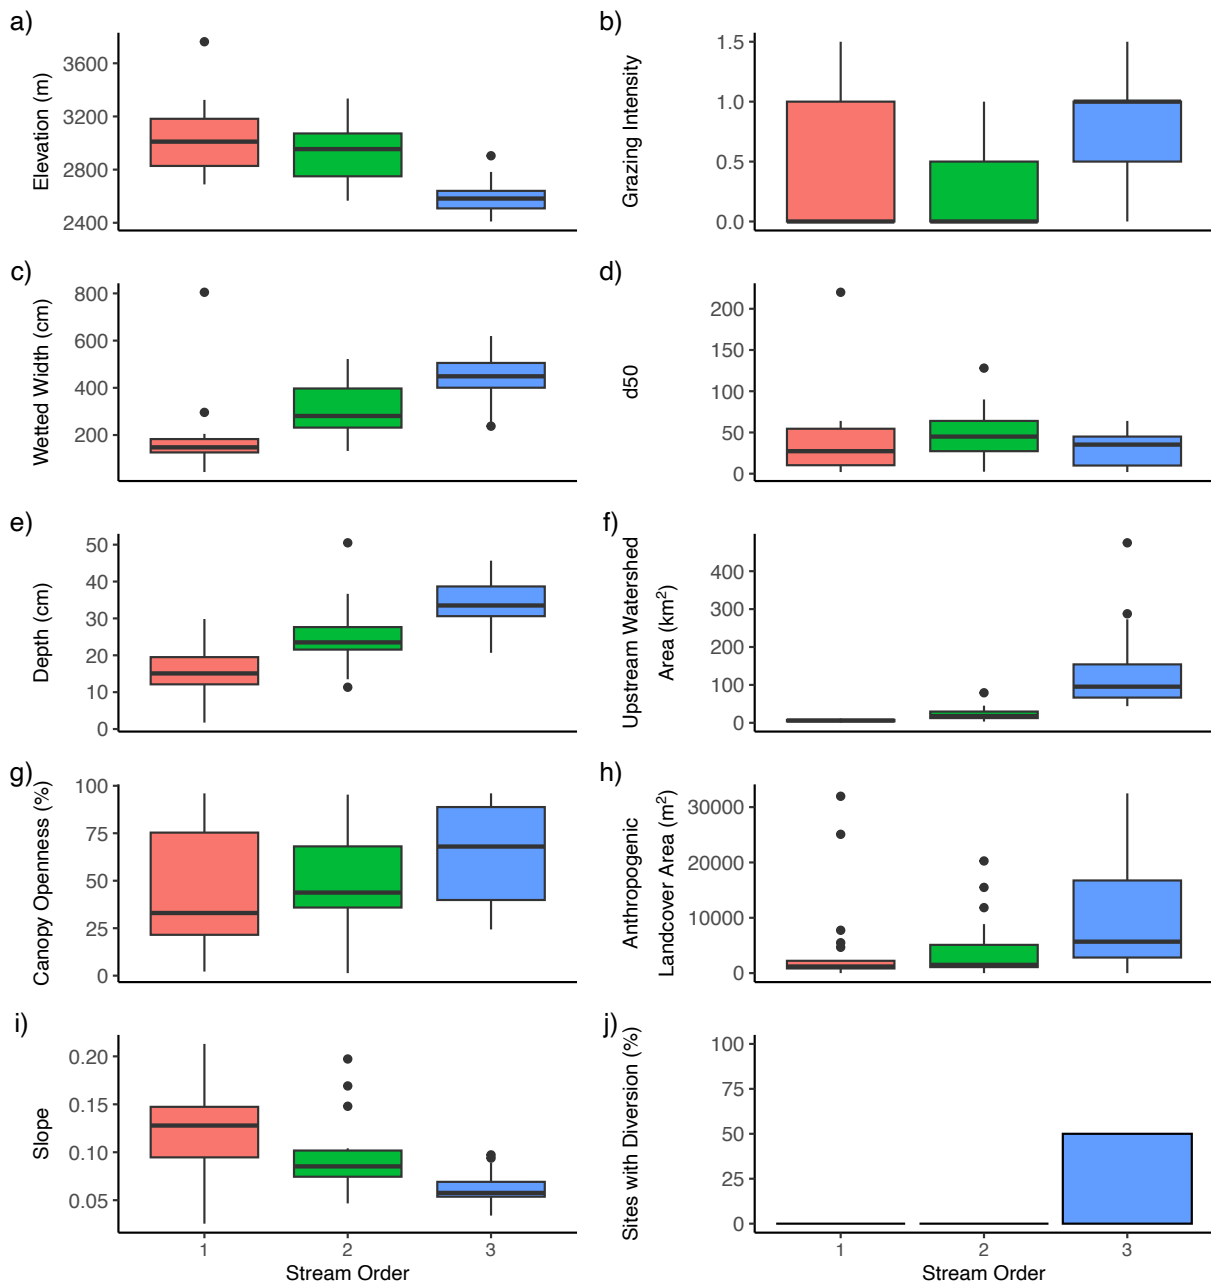 a)
Elevation (m)
3600
3200
2800
2400
b)
Grazing Intensity
1.5
1.0
0.5
0.0
c)
Wetted Width (cm)
800
600
400
200
d)
d50
200
150
100
50
0
e)
Depth (cm)
50
40
30
20
10
0
f)
Upstream Watershed
Area (km²)
400
300
200
100
0
g)
Canopy Openness (%)
100
75
50
25
0
h)
Anthropogenic
Landcover Area (m²)
30000
20000
10000
0
i)
Slope
0.20
0.15
0.10
0.05
1 2 3
Stream Order
j)
Sites with Diversion (%)
100
75
50
25
0
1 2 3
Stream Order